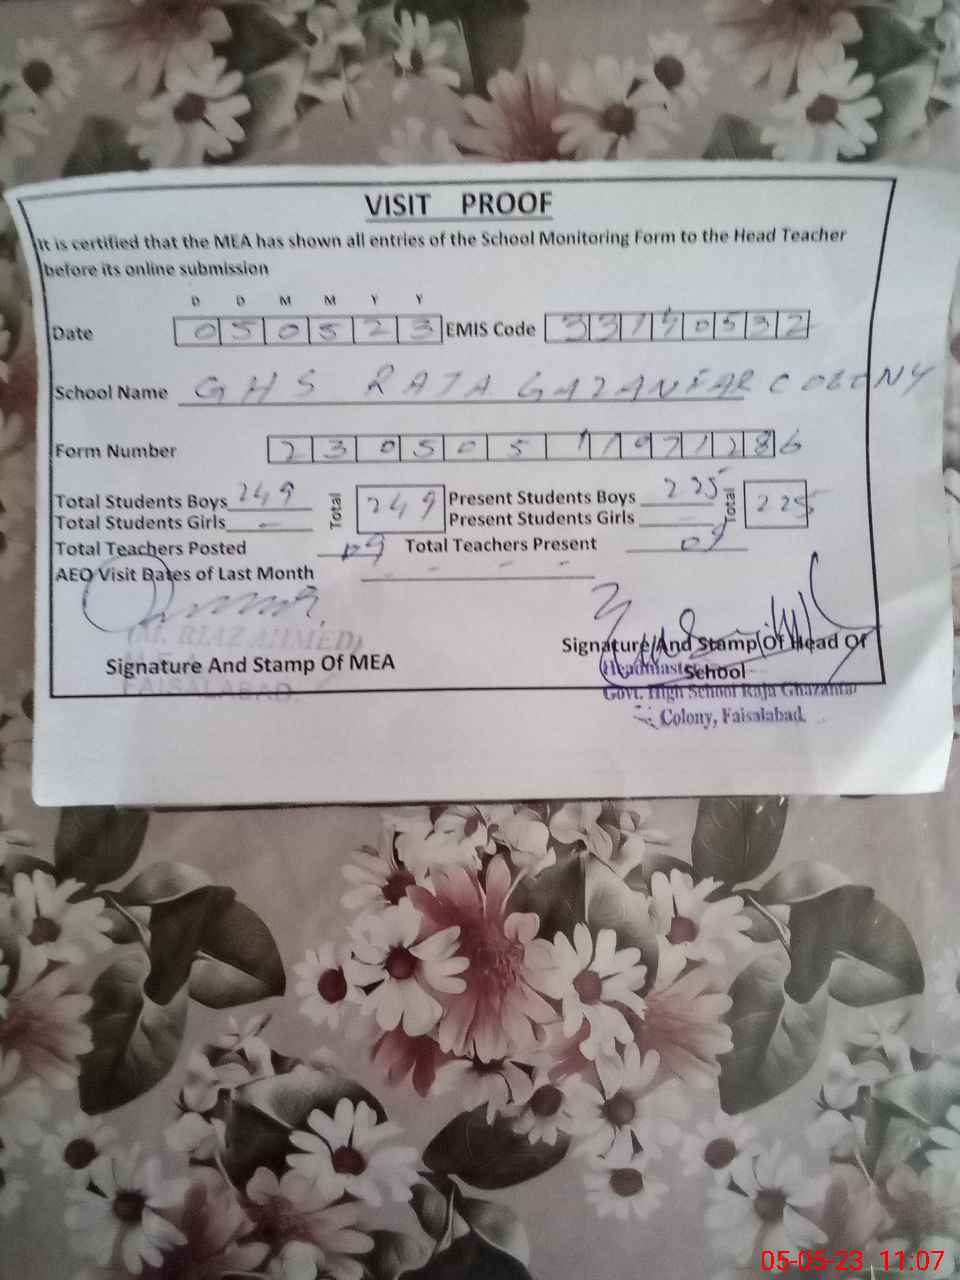 VISIT PROOF
It is certified that the MEA has shown all entries of the School Monitoring Form to the Head Teacher
before its online submission
D D M M Y Y
Date 0 5 0 5 2 3 EMIS Code 3 3 1 0 5 3 2
School Name GHS RAJA GAZANFAR COLONY
Form Number 2 3 0 5 0 5 1 1 9 7 1 2 8 6
Total Students Boys 249 Total 249 Present Students Boys 225 Total 225
Total Students Girls - Present Students Girls -
Total Teachers Posted 09 Total Teachers Present 09
AEO Visit Dates of Last Month - - -
(M. RIAZ AHMED)
Signature And Stamp Of MEA
FAISALABAD.
Signature And Stamp Of Head Of
School
Headmaster
Govt. High School Raja Ghazanfar
Colony, Faisalabad.
05-05-23 11:07